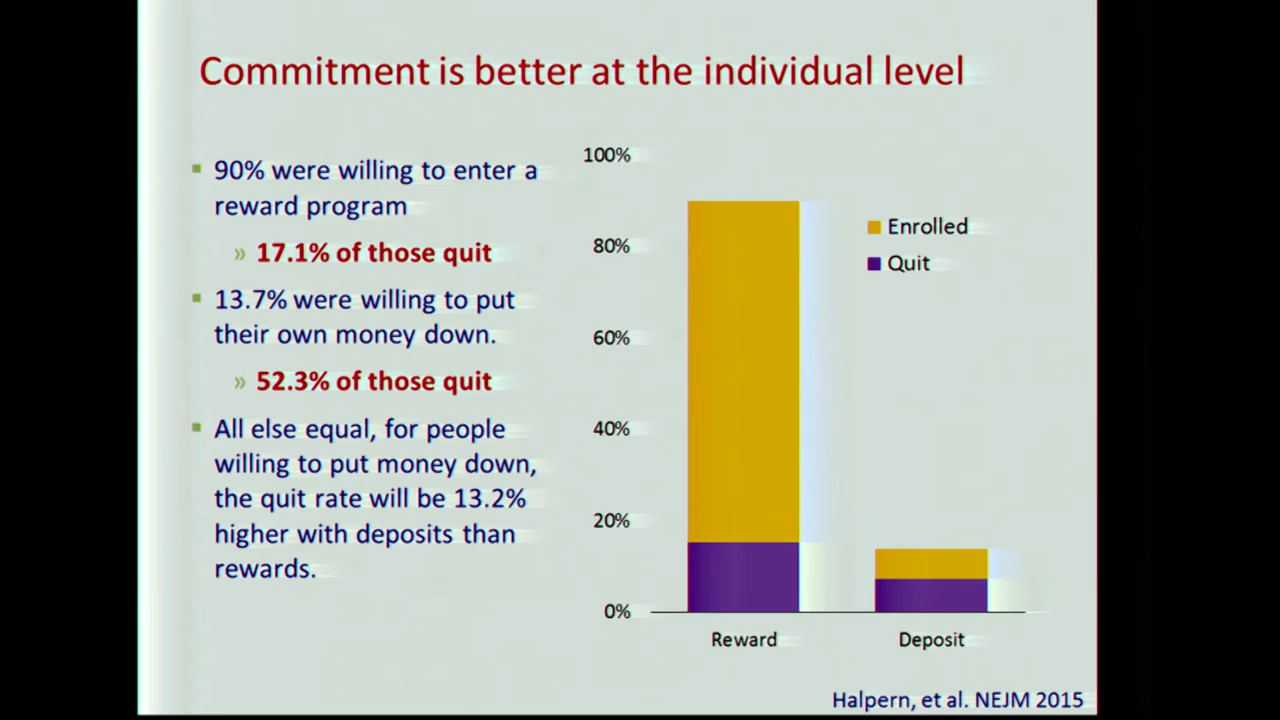 Commitment is better at the individual level
90% were willing to enter a
reward program
» 17.1% of those quit
13.7% were willing to put
their own money down.
» 52.3% of those quit
All else equal, for people
willing to put money down,
the quit rate will be 13.2%
higher with deposits than
rewards.
100%
80%
60%
40%
20%
0%
Enrolled
Quit
Reward
Deposit
Halpern, et al. NEJM 2015